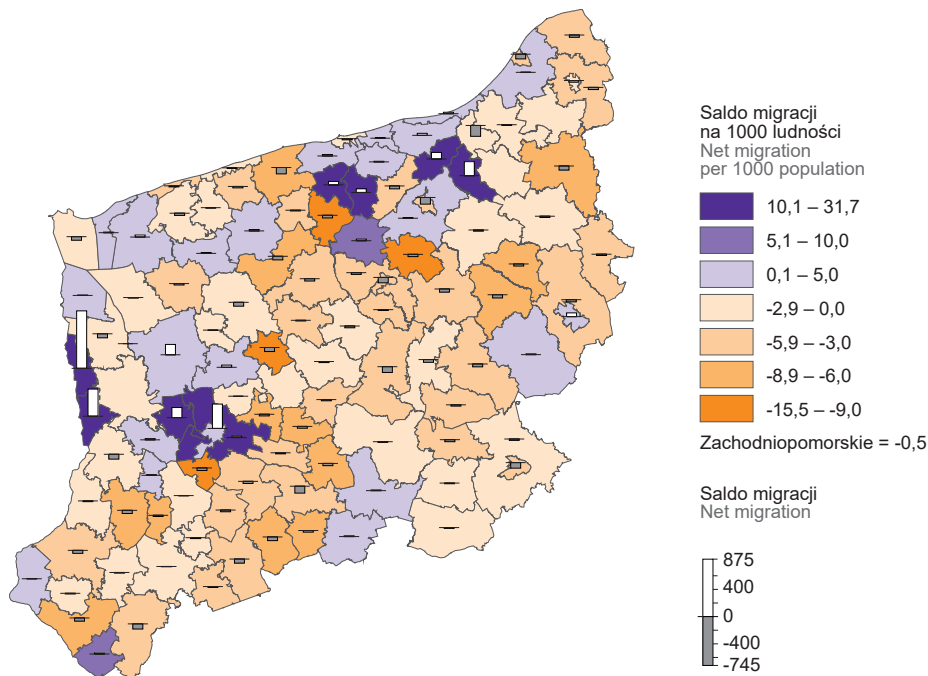 Saldo migracji
na 1000 ludności
Net migration
per 1000 population
10,1 – 31,7
5,1 – 10,0
0,1 – 5,0
-2,9 – 0,0
-5,9 – -3,0
-8,9 – -6,0
-15,5 – -9,0
Zachodniopomorskie = -0,5
Saldo migracji
Net migration
875
400
0
-400
-745